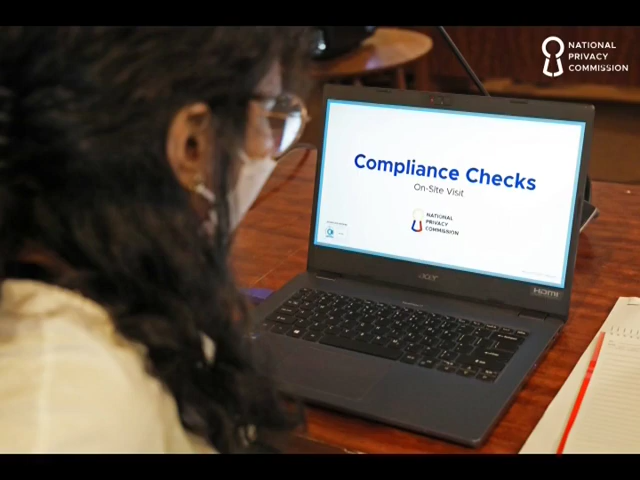 NATIONAL
PRIVACY
COMMISSION
Compliance Checks
On-Site Visit
NATIONAL
PRIVACY
COMMISSION
acer
HDMI